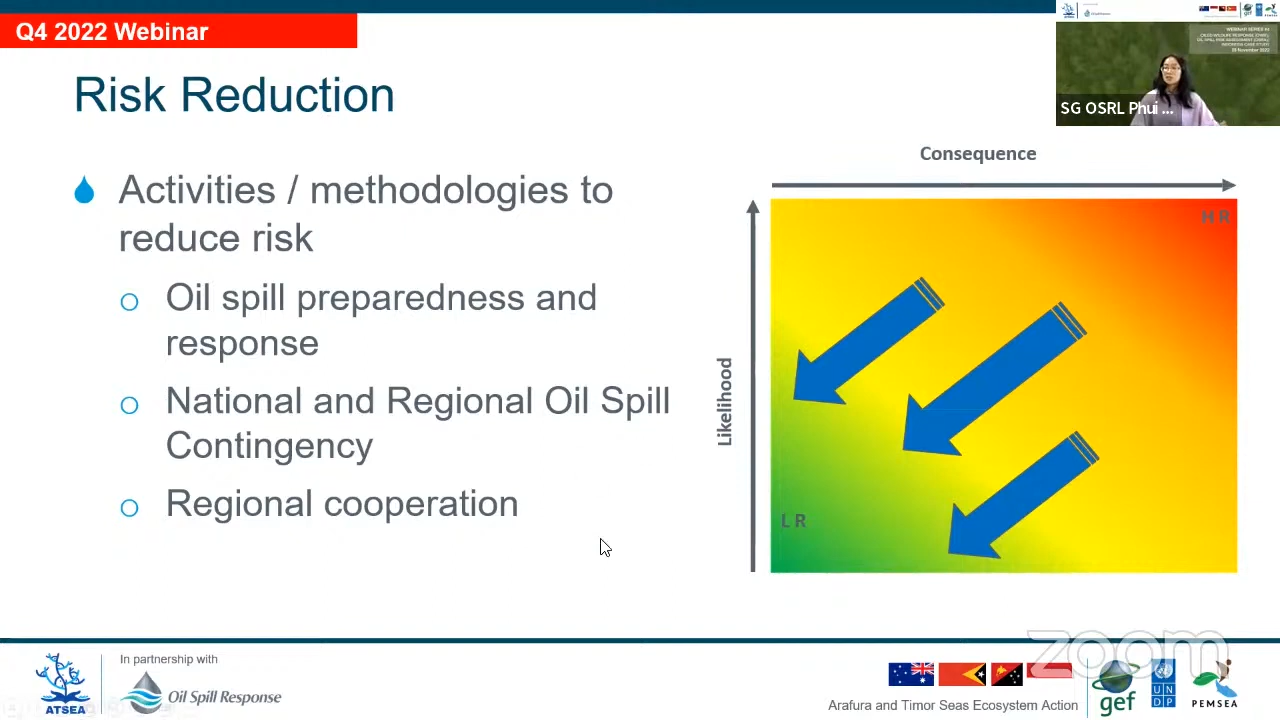 Q4 2022 Webinar
Risk Reduction
Activities / methodologies to
reduce risk
Oil spill preparedness and
response
National and Regional Oil Spill
Contingency
Regional cooperation
SG OSRL Phui ...
Consequence
Likelihood
H R
L R
ATSEA
In partnership with
Oil Spill Response
Arafura and Timor Seas Ecosystem Action
zoom
gef
U N
D P
PEMSEA